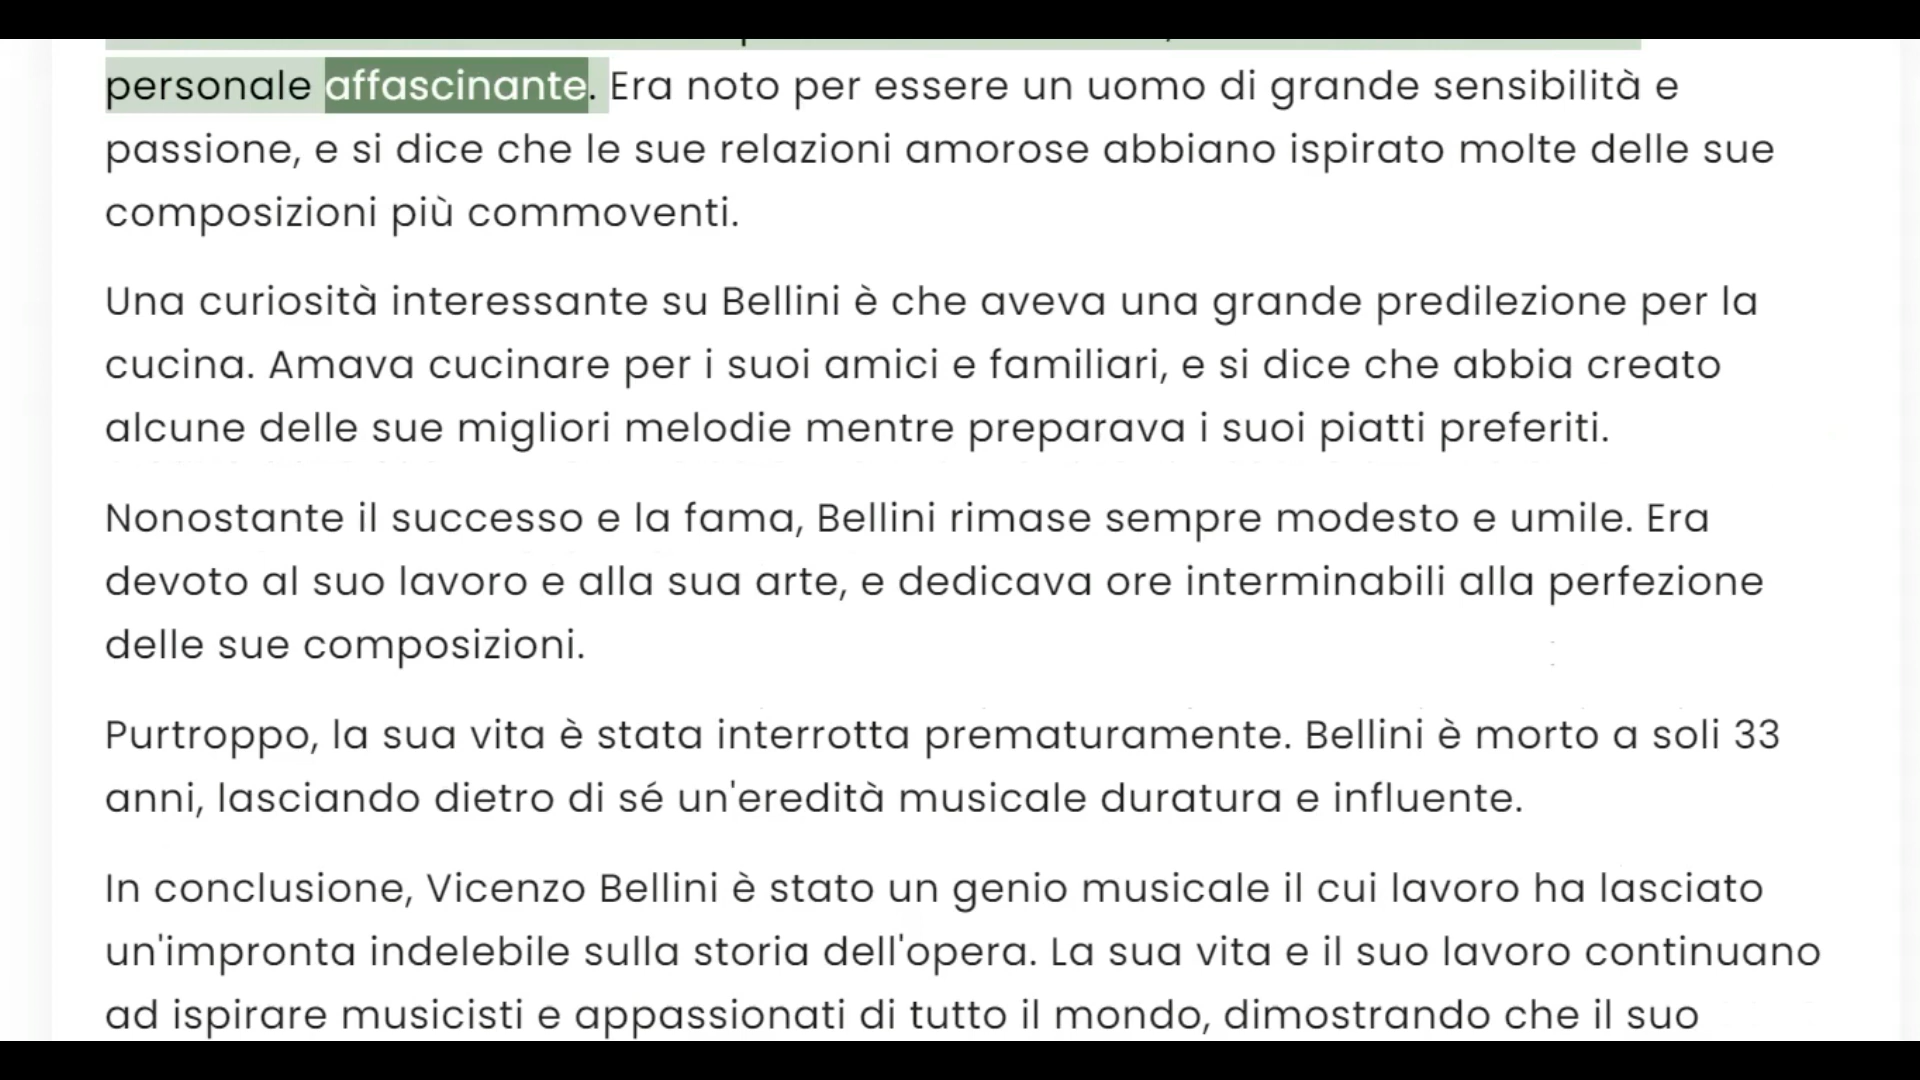 personale affascinante. Era noto per essere un uomo di grande sensibilità e
passione, e si dice che le sue relazioni amorose abbiano ispirato molte delle sue
composizioni più commoventi.
Una curiosità interessante su Bellini è che aveva una grande predilezione per la
cucina. Amava cucinare per i suoi amici e familiari, e si dice che abbia creato
alcune delle sue migliori melodie mentre preparava i suoi piatti preferiti.
Nonostante il successo e la fama, Bellini rimase sempre modesto e umile. Era
devoto al suo lavoro e alla sua arte, e dedicava ore interminabili alla perfezione
delle sue composizioni.
Purtroppo, la sua vita è stata interrotta prematuramente. Bellini è morto a soli 33
anni, lasciando dietro di sé un'eredità musicale duratura e influente.
In conclusione, Vicenzo Bellini è stato un genio musicale il cui lavoro ha lasciato
un'impronta indelebile sulla storia dell'opera. La sua vita e il suo lavoro continuano
ad ispirare musicisti e appassionati di tutto il mondo, dimostrando che il suo